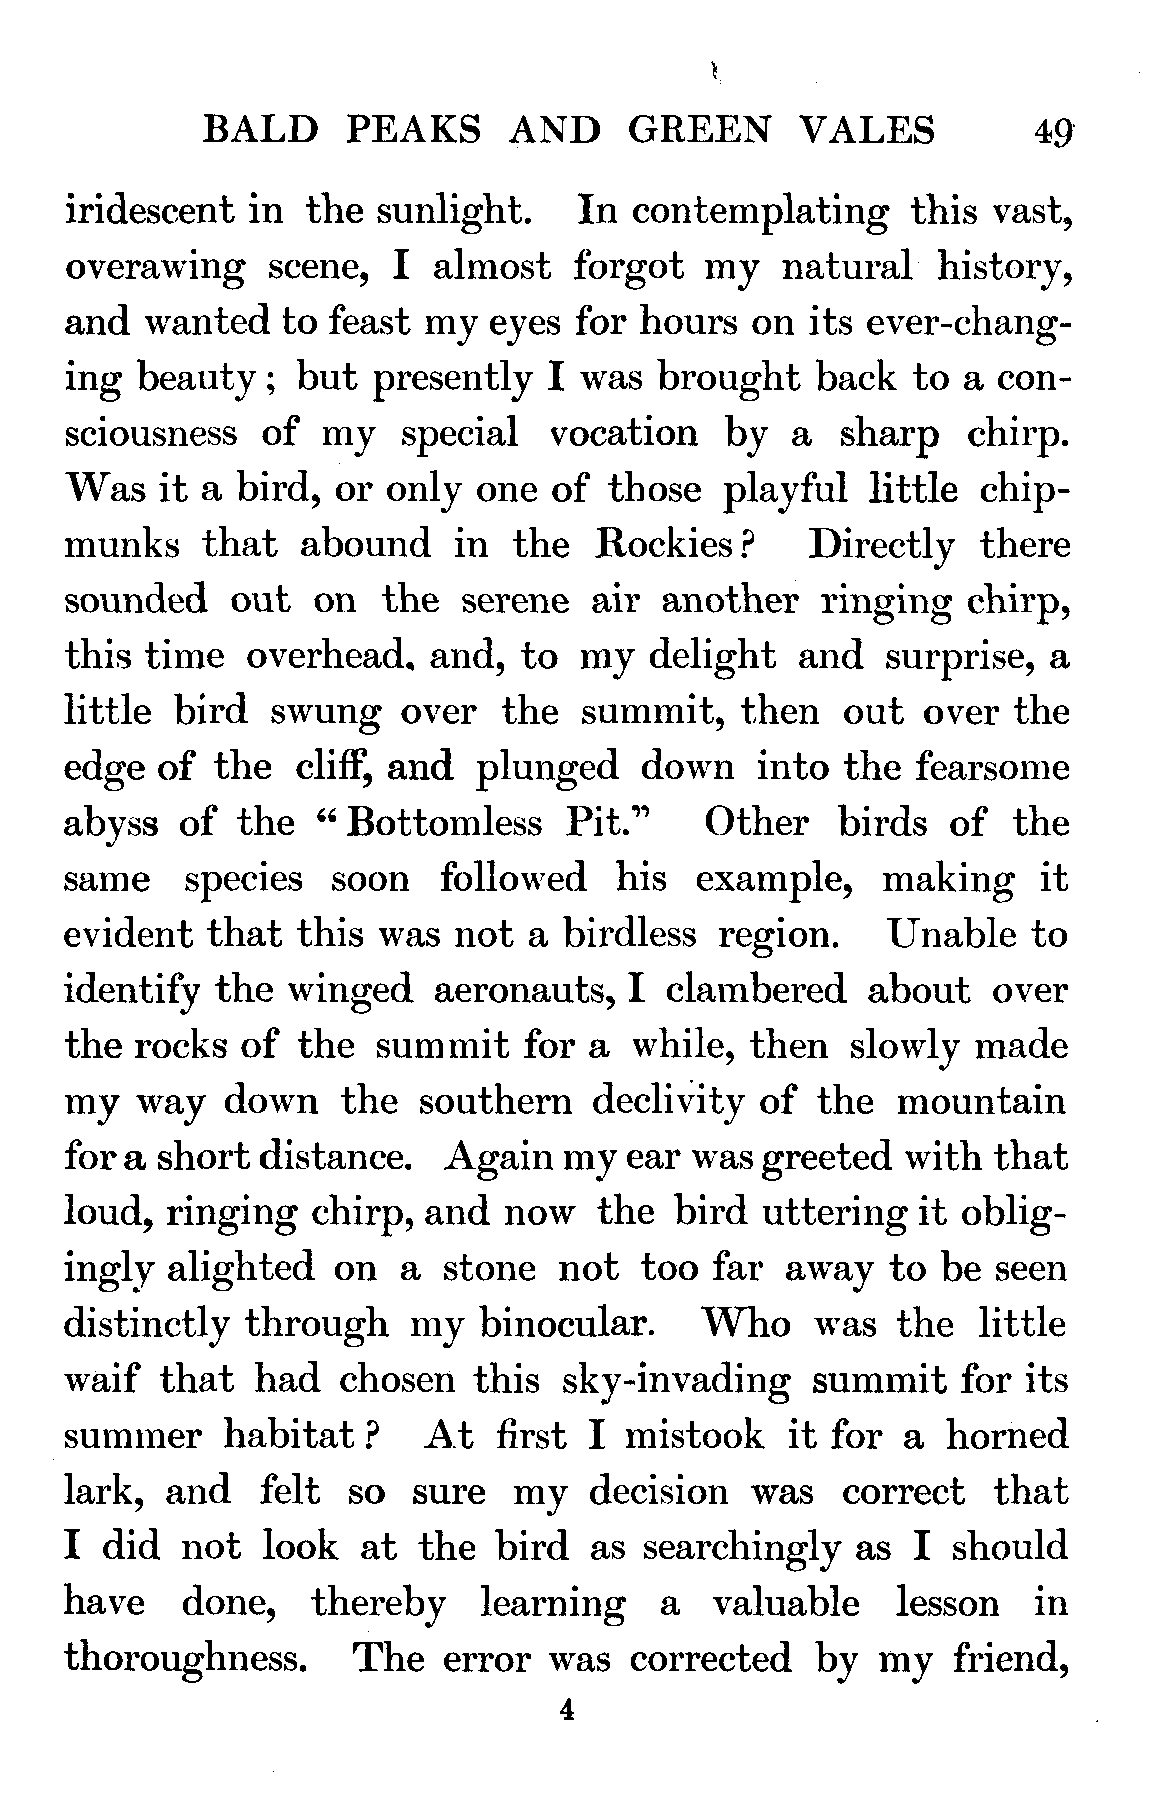 BALD PEAKS AND GREEN VALES 49
iridescent in the sunlight. In contemplating this vast,
overawing scene, I almost forgot my natural history,
and wanted to feast my eyes for hours on its ever-chang-
ing beauty; but presently I was brought back to a con-
sciousness of my special vocation by a sharp chirp.
Was it a bird, or only one of those playful little chip-
munks that abound in the Rockies? Directly there
sounded out on the serene air another ringing chirp,
this time overhead, and, to my delight and surprise, a
little bird swung over the summit, then out over the
edge of the cliff, and plunged down into the fearsome
abyss of the “Bottomless Pit.” Other birds of the
same species soon followed his example, making it
evident that this was not a birdless region. Unable to
identify the winged aeronauts, I clambered about over
the rocks of the summit for a while, then slowly made
my way down the southern declivity of the mountain
for a short distance. Again my ear was greeted with that
loud, ringing chirp, and now the bird uttering it oblig-
ingly alighted on a stone not too far away to be seen
distinctly through my binocular. Who was the little
waif that had chosen this sky-invading summit for its
summer habitat? At first I mistook it for a horned
lark, and felt so sure my decision was correct that
I did not look at the bird as searchingly as I should
have done, thereby learning a valuable lesson in
thoroughness. The error was corrected by my friend,
4